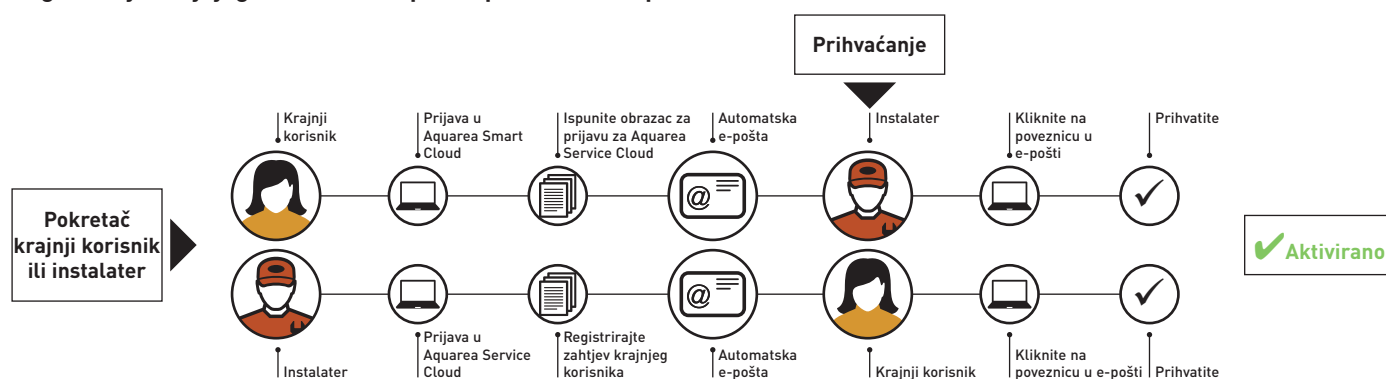 Prihvaćanje
Krajnji
korisnik
Prijava u
Aquarea Smart
Cloud
Ispunite obrazac za
prijavu za Aquarea
Service Cloud
Automatska
e-pošta
Instalater
Kliknite na
poveznicu u
e-pošti
Prihvatite
Pokretač
krajnji korisnik
ili instalater
@
@
✔Aktivirano
Instalater
Prijava u
Aquarea Service
Cloud
Registrirajte
zahtjev krajnjeg
korisnika
Automatska
e-pošta
Krajnji korisnik
Kliknite na
poveznicu u e-pošti
Prihvatite